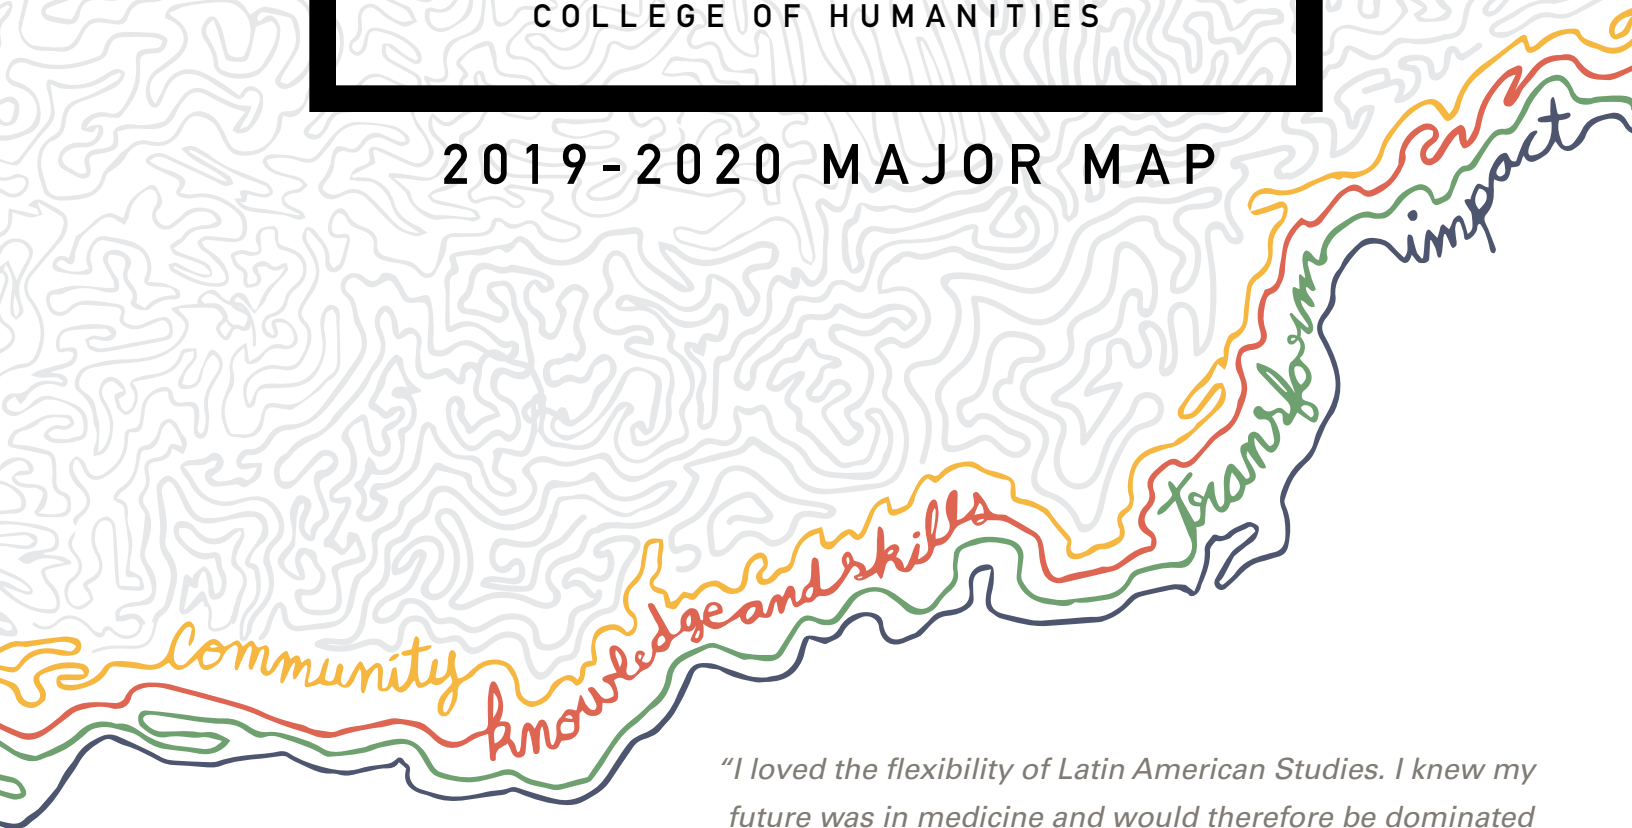 COLLEGE OF HUMANITIES
2019-2020 MAJOR MAP
impact
transform
knowledge and skills
community
“I loved the flexibility of Latin American Studies. I knew my
future was in medicine and would therefore be dominated